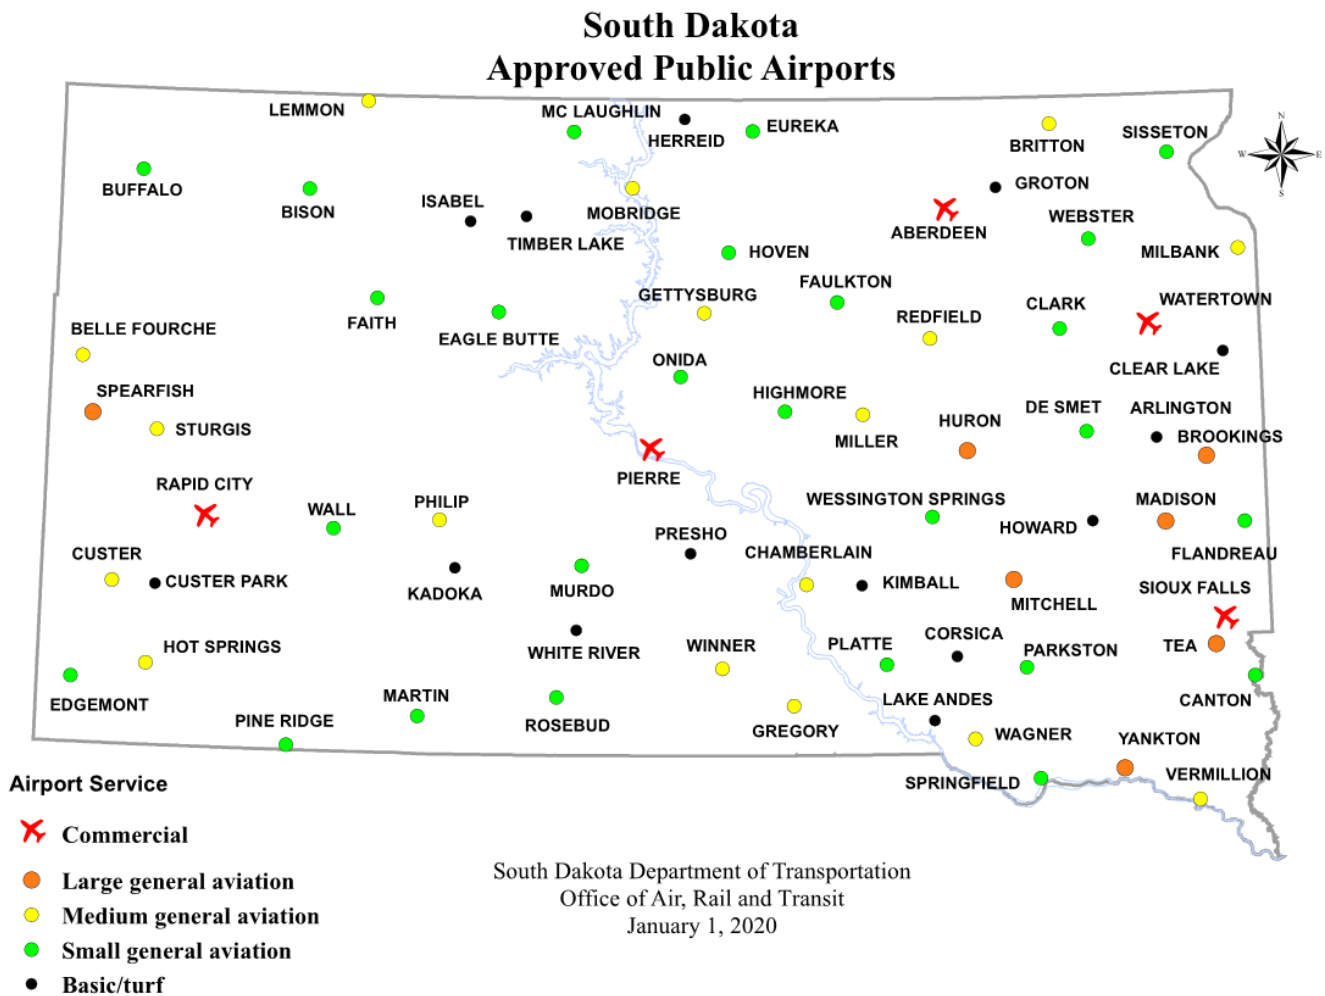 South Dakota
Approved Public Airports
LEMMON
MC LAUGHLIN
HERREID
EUREKA
BRITTON
SISSETON
N
W
E
S
BUFFALO
BISON
ISABEL
TIMBER LAKE
MOBRIDGE
GROTON
ABERDEEN
WEBSTER
HOVEN
MILBANK
FAITH
EAGLE BUTTE
GETTYSBURG
FAULKTON
REDFIELD
CLARK
WATERTOWN
BELLE FOURCHE
ONIDA
CLEAR LAKE
SPEARFISH
STURGIS
HIGHMORE
MILLER
HURON
DE SMET
ARLINGTON
BROOKINGS
RAPID CITY
WALL
PHILIP
PIERRE
WESSINGTON SPRINGS
HOWARD
MADISON
FLANDREAU
CUSTER
CUSTER PARK
KADOKA
MURDO
PRESHO
CHAMBERLAIN
KIMBALL
MITCHELL
SIOUX FALLS
HOT SPRINGS
WHITE RIVER
WINNER
PLATTE
CORSICA
PARKSTON
TEA
EDGEMONT
PINE RIDGE
MARTIN
ROSEBUD
GREGORY
LAKE ANDES
WAGNER
CANTON
SPRINGFIELD
YANKTON
VERMILLION
Airport Service
Commercial
Large general aviation
Medium general aviation
Small general aviation
Basic/turf
South Dakota Department of Transportation
Office of Air, Rail and Transit
January 1, 2020